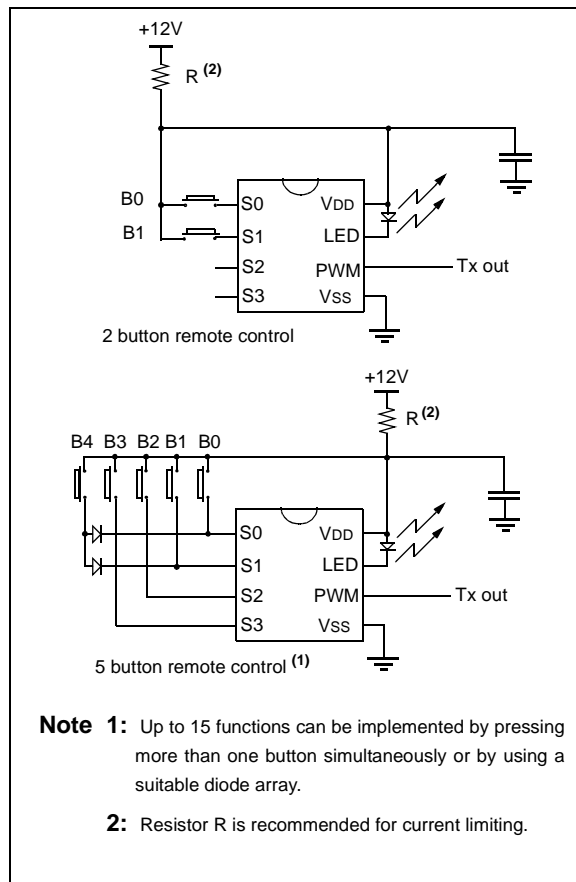 +12V
R (2)
B0
B1
S0
S1
S2
S3
VDD
LED
PWM
VSS
Tx out
2 button remote control
+12V
R (2)
B4 B3 B2 B1 B0
S0
S1
S2
S3
VDD
LED
PWM
VSS
Tx out
5 button remote control (1)
Note 1: Up to 15 functions can be implemented by pressing
more than one button simultaneously or by using a
suitable diode array.
2: Resistor R is recommended for current limiting.